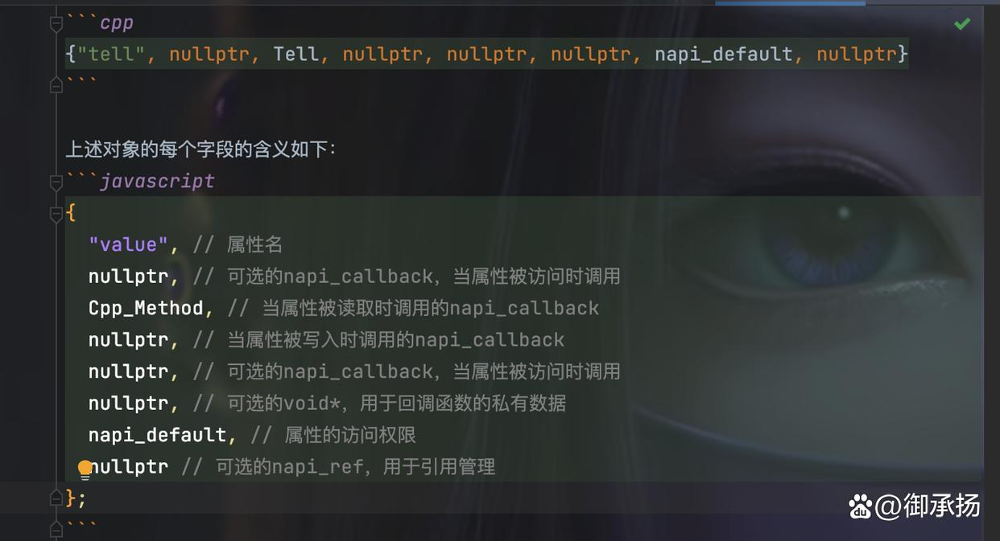 ```cpp
{"tell", nullptr, Tell, nullptr, nullptr, nullptr, napi_default, nullptr}
```
上述对象的每个字段的含义如下：
```javascript
{
"value", // 属性名
nullptr, // 可选的napi_callback，当属性被访问时调用
Cpp_Method, // 当属性被读取时调用的napi_callback
nullptr, // 当属性被写入时调用的napi_callback
nullptr, // 可选的napi_callback，当属性被访问时调用
nullptr, // 可选的void*，用于回调函数的私有数据
napi_default, // 属性的访问权限
nullptr // 可选的napi_ref，用于引用管理
};
```
du @御承扬